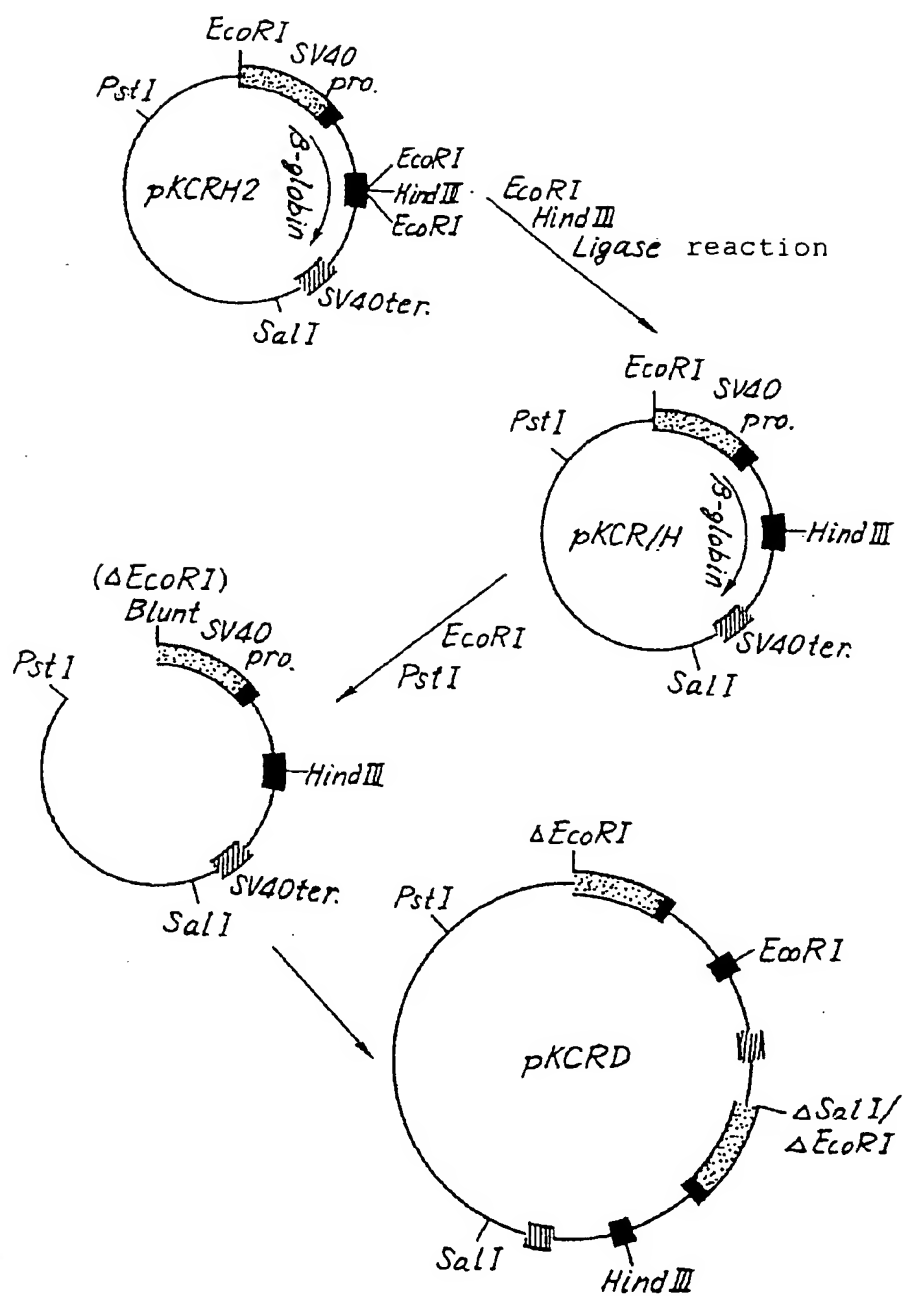 EcoRI
SV40
pro.
PstI
β-globin
pKCRH2
EcoRI
HindIII
EcoRI
SV40ter.
SalI
EcoRI
HindIII
Ligase reaction
EcoRI
SV40
pro.
PstI
β-globin
pKCR/H
HindIII
SV40ter.
SalI
EcoRI
PstI
(ΔEcoRI)
Blunt
SV40
pro.
PstI
HindIII
SV40ter.
SalI
ΔEcoRI
PstI
EcoRI
pKCRD
ΔSalI/
ΔEcoRI
SalI
HindIII